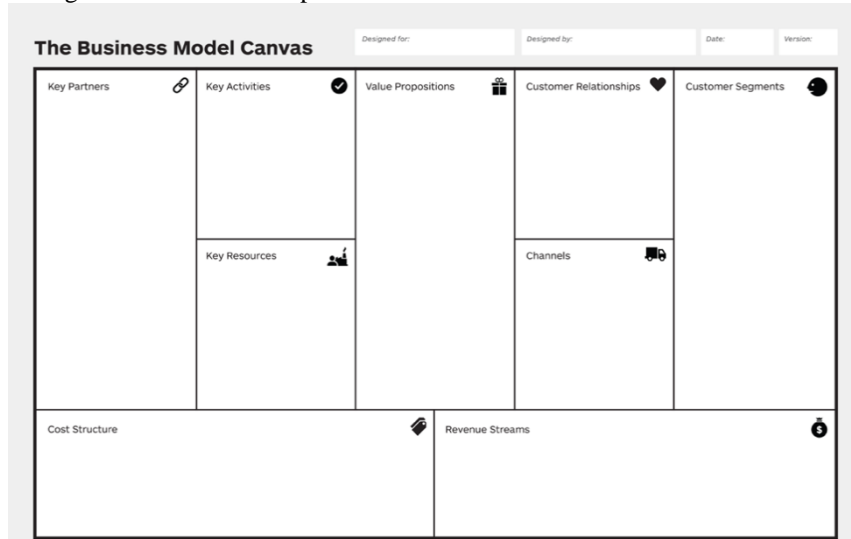 The Business Model Canvas
Designed for:
Designed by:
Date:
Version:
Key Partners
Key Activities
Value Propositions
Customer Relationships
Customer Segments
Key Resources
Channels
Cost Structure
Revenue Streams
$